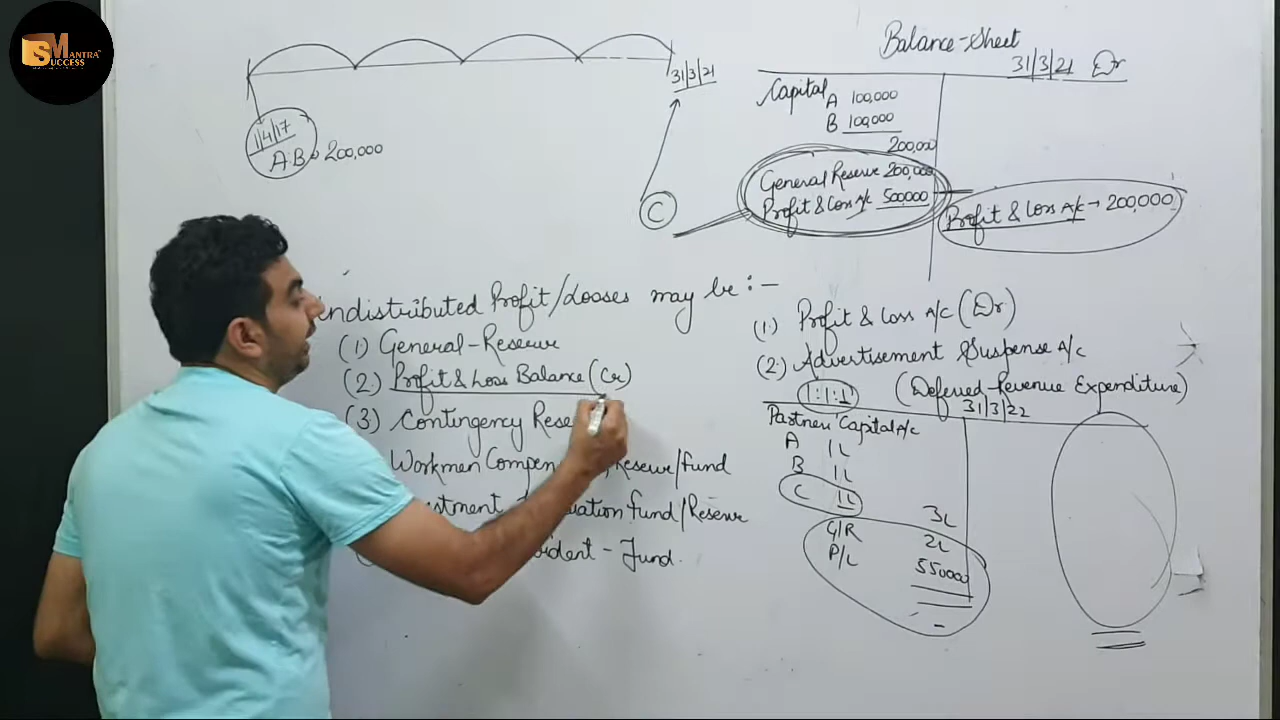 SMANTRA
SUCCESS
31/3/21
1/4/17
AB → 200,000
C
Balance-Sheet
31/3/21 Dr
Capital A 100,000
B 100,000
200,000
General Reserve 200,000
Profit & Loss A/c 500000
Profit & Loss A/c → 200,000
undistributed Profit/Looses may be :-
(1) General-Reserve
(2) Profit & Loss Balance (Cr)
(3) Contingency Rese
Workmen Compen Reserve/fund
uation fund/Reserve
ident - Fund.
(1.) Profit & Loss A/c (Dr)
(2.) Advertisement Suspense A/c
(Deferred-Revenue Expenditure)
1:1:1
31/3/22
Partners' Capital A/c
A 1L
B 1L
C 1L
3L
G/R 2L
P/L 550000